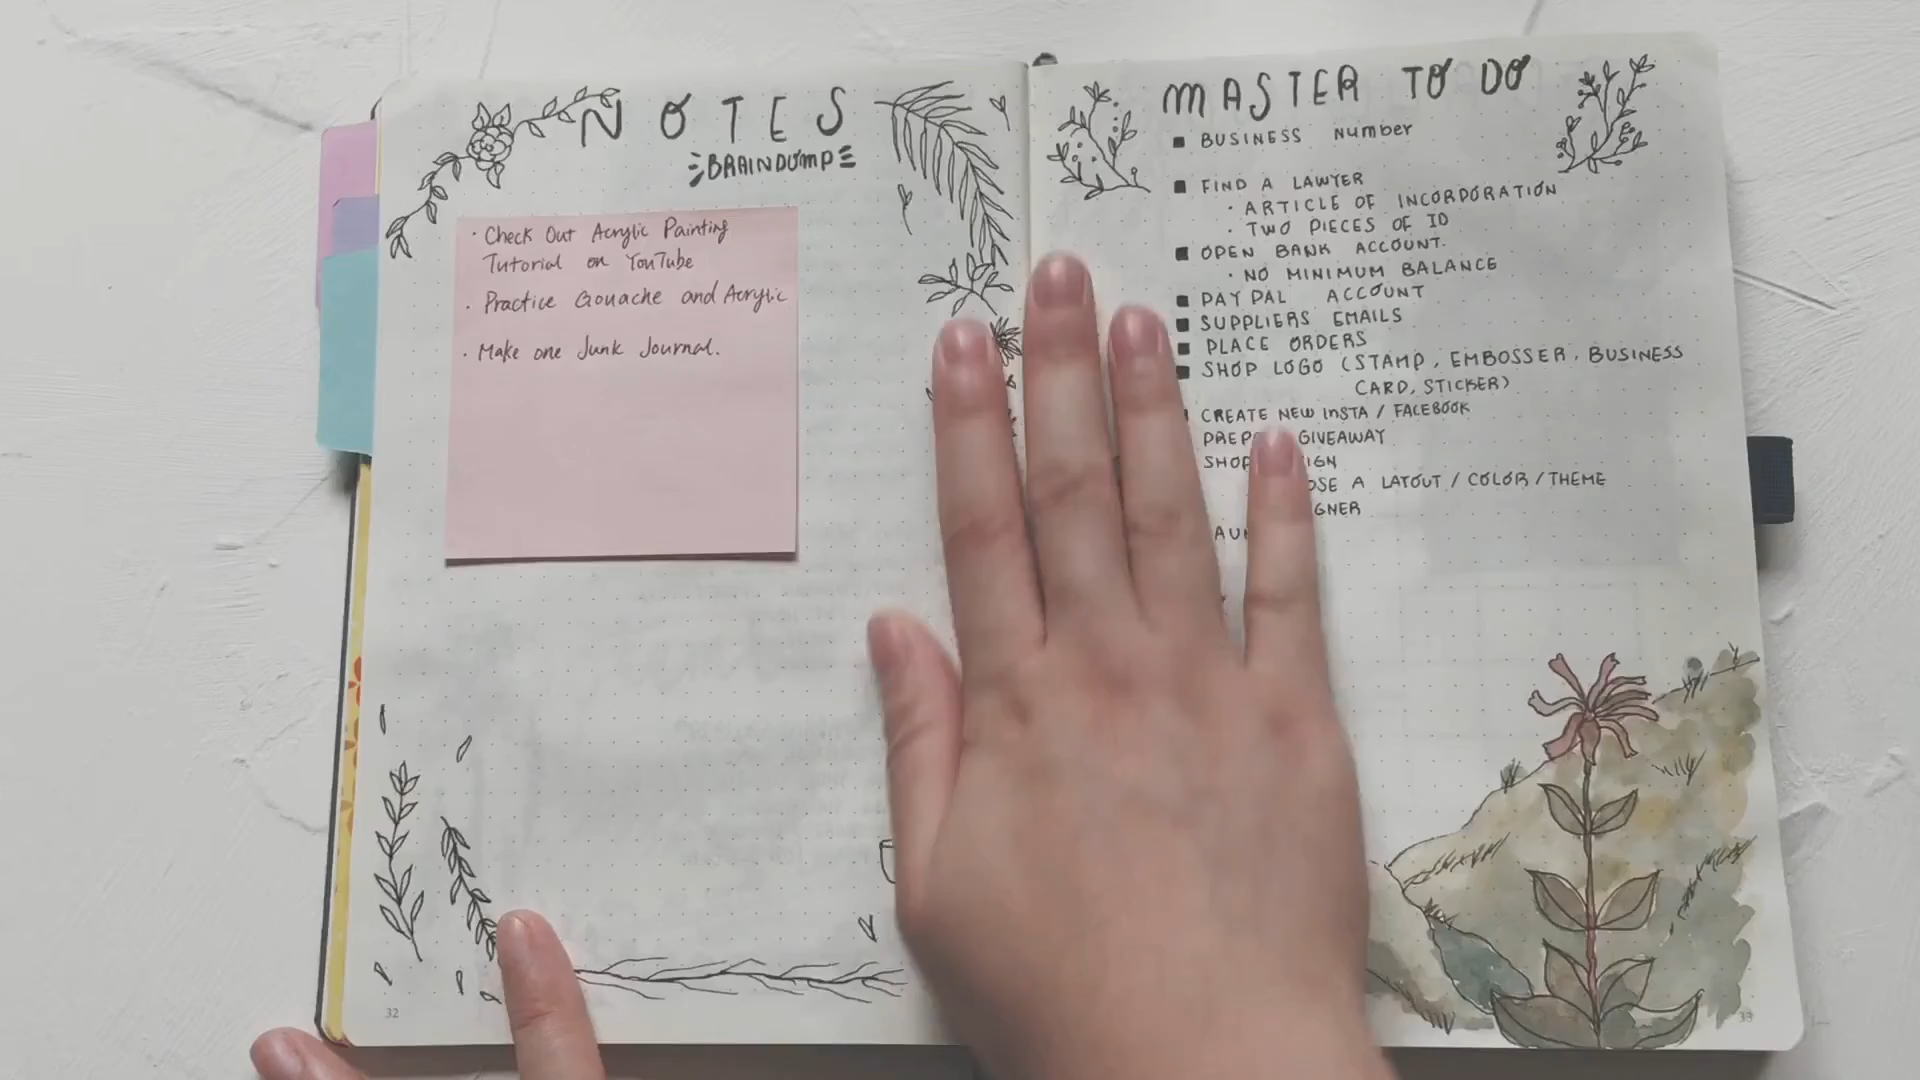 NOTES
BRAINDUMP
· Check Out Acrylic Painting
Tutorial on YouTube
· Practice Gouache and Acrylic
· Make one Junk Journal.
32
MASTER TO DO
■ BUSINESS Number
■ FIND A LAWYER
· ARTICLE OF INCORPORATION
· TWO PIECES OF ID
■ OPEN BANK ACCOUNT.
· NO MINIMUM BALANCE
■ PAYPAL ACCOUNT
■ SUPPLIERS EMAILS
■ PLACE ORDERS
■ SHOP LOGO (STAMP, EMBOSSER, BUSINESS
CARD, STICKER)
CREATE NEW INSTA / FACEBOOK
GIVEAWAY
SHOP
A LAYOUT / COLOR / THEME
33